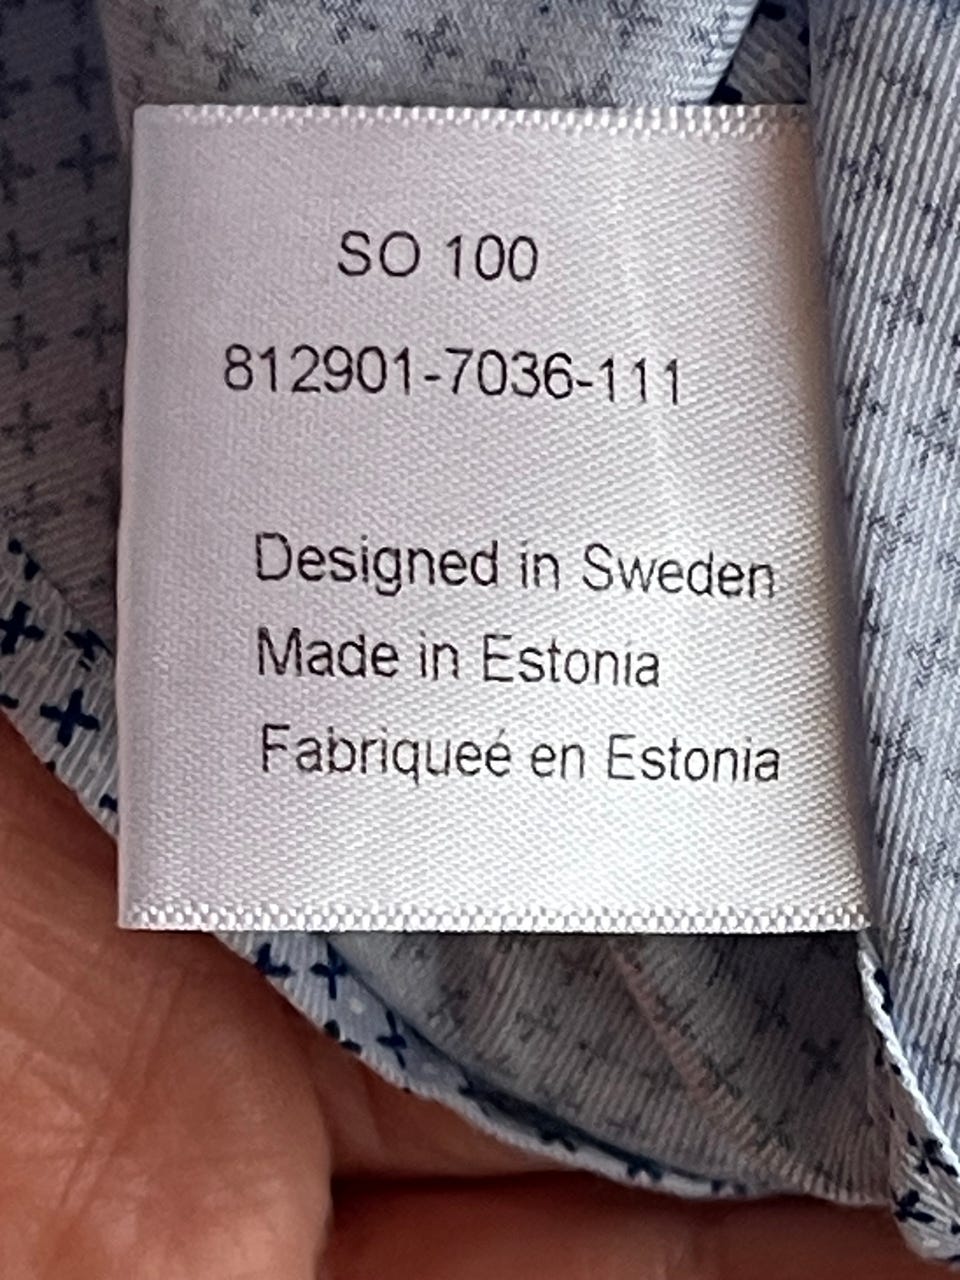 SO 100
812901-7036-111
Designed in Sweden
Made in Estonia
Fabriqueé en Estonia